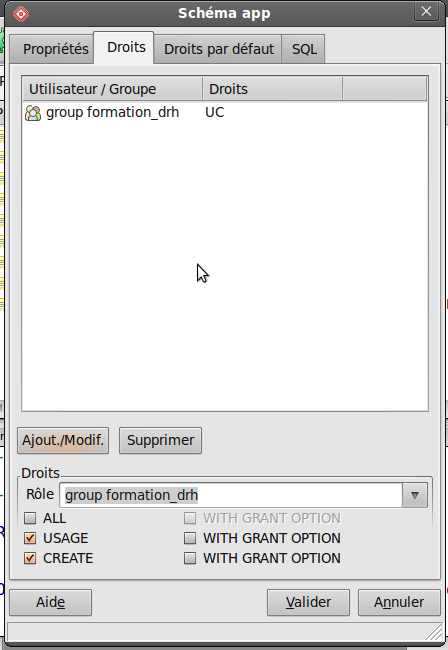 Schéma app
Propriétés Droits Droits par défaut SQL
Utilisateur / Groupe Droits
group formation_drh UC
Ajout./Modif. Supprimer
Droits
Rôle group formation_drh
ALL WITH GRANT OPTION
USAGE WITH GRANT OPTION
CREATE WITH GRANT OPTION
Aide Valider Annuler